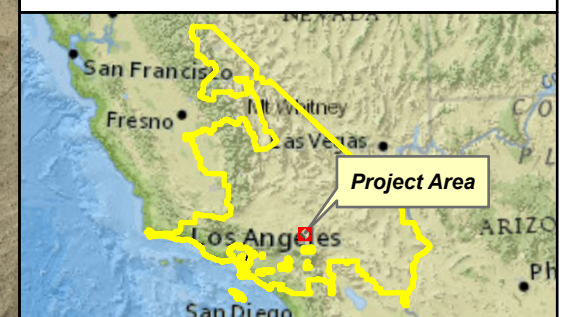 NEVADA
San Francisco
Mt Whitney
Fresno
Las Vegas
Project Area
Los Angeles
ARIZO
Ph
San Diego